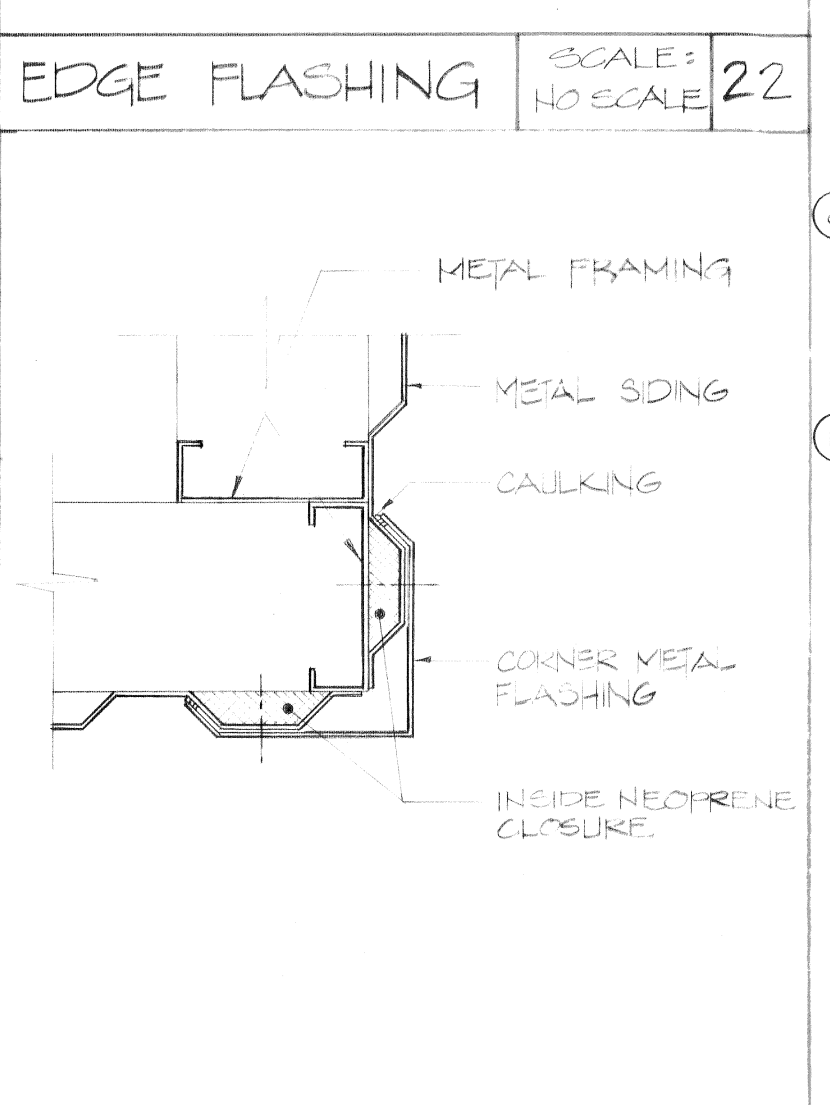 EDGE FLASHING
SCALE:
NO SCALE
22
METAL FRAMING
METAL SIDING
CAULKING
CORNER METAL
FLASHING
INSIDE NEOPRENE
CLOSURE